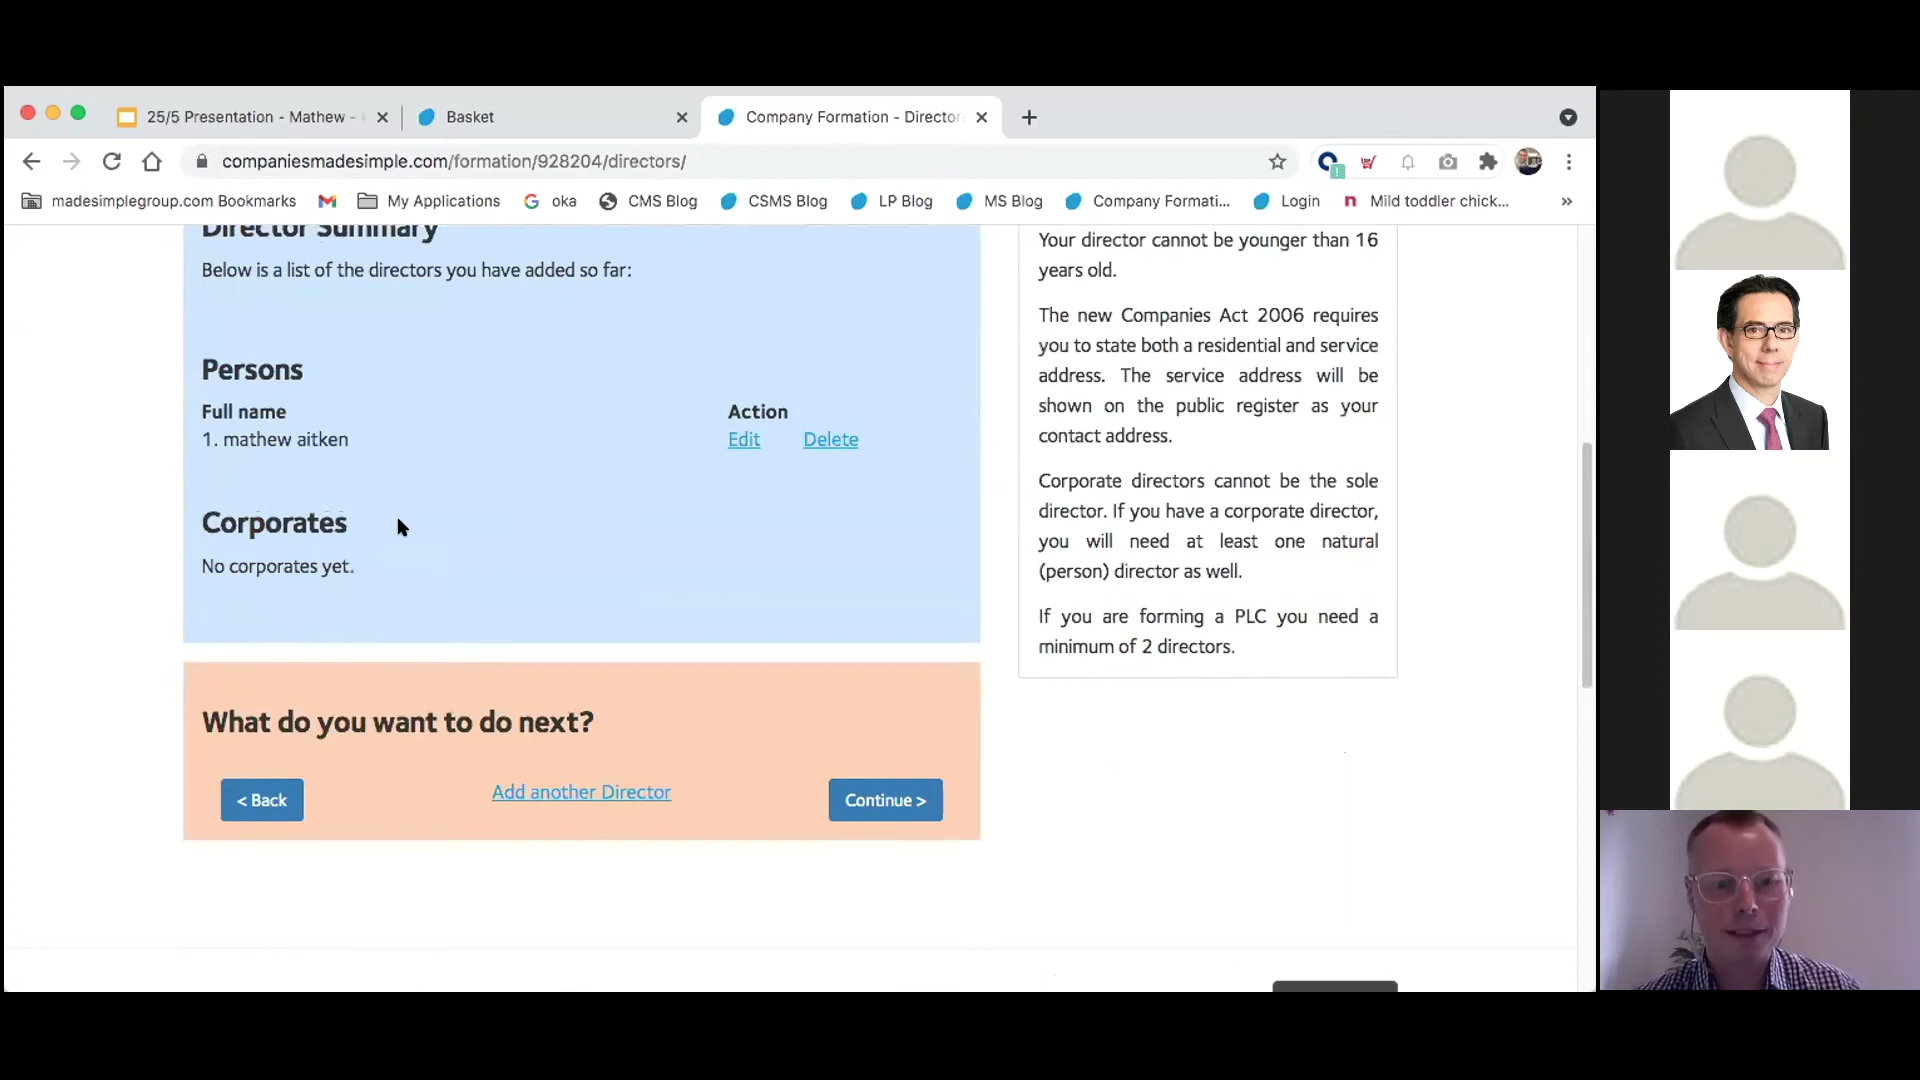 25/5 Presentation - Mathew -
Basket
Company Formation - Director
companiesmadesimple.com/formation/928204/directors/
madesimplegroup.com Bookmarks
My Applications
oka
CMS Blog
CSMS Blog
LP Blog
MS Blog
Company Formati...
Login
Mild toddler chick...
»
Director Summary
Below is a list of the directors you have added so far:
Persons
Full name
Action
1. mathew aitken
Edit
Delete
Corporates
No corporates yet.
What do you want to do next?
< Back
Add another Director
Continue >
Your director cannot be younger than 16
years old.
The new Companies Act 2006 requires
you to state both a residential and service
address. The service address will be
shown on the public register as your
contact address.
Corporate directors cannot be the sole
director. If you have a corporate director,
you will need at least one natural
(person) director as well.
If you are forming a PLC you need a
minimum of 2 directors.